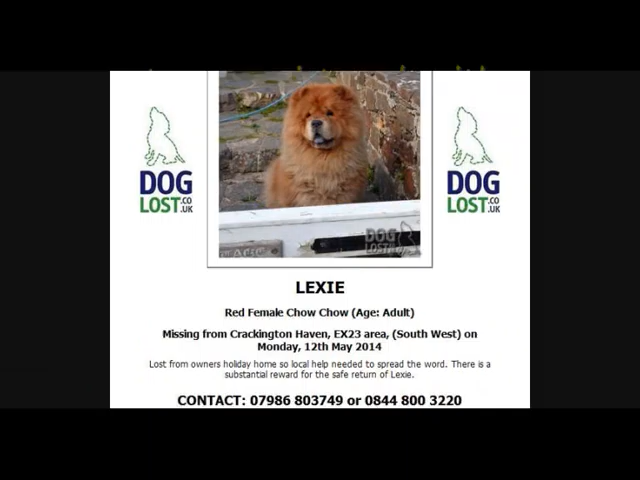 DOG
LOST.CO.UK
DOG
LOST.CO.UK
DOG
LOST
LEXIE
Red Female Chow Chow (Age: Adult)
Missing from Crackington Haven, EX23 area, (South West) on
Monday, 12th May 2014
Lost from owners holiday home so local help needed to spread the word. There is a
substantial reward for the safe return of Lexie.
CONTACT: 07986 803749 or 0844 800 3220